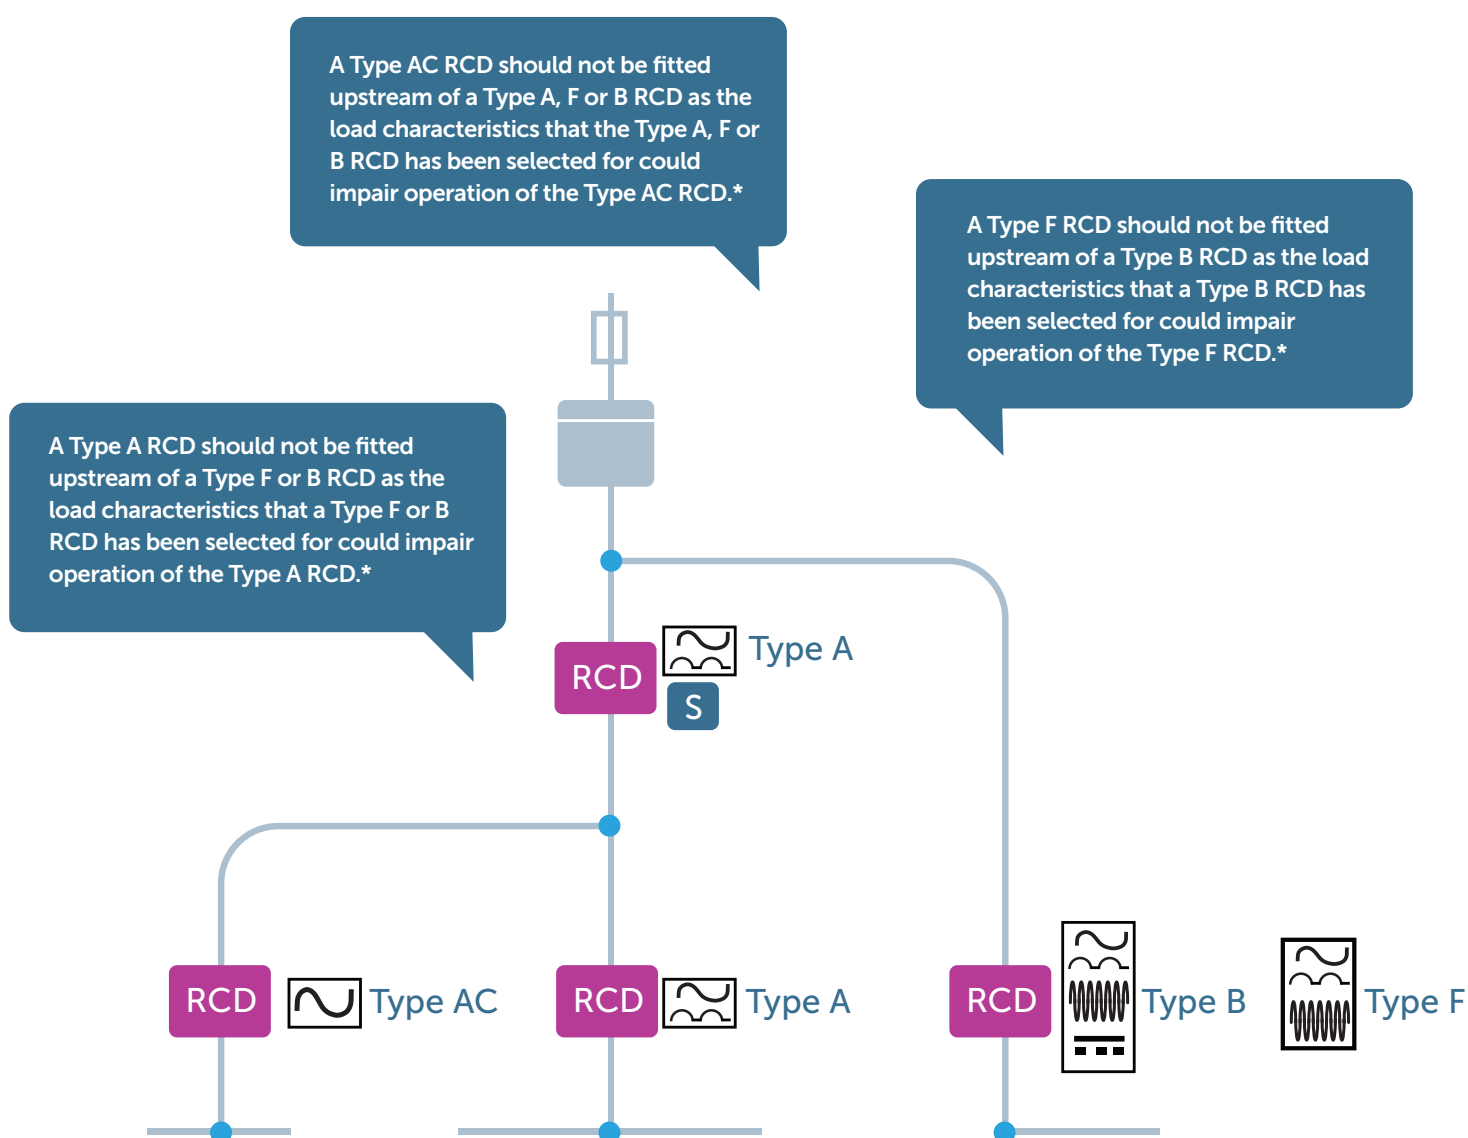 A Type AC RCD should not be fitted
upstream of a Type A, F or B RCD as the
load characteristics that the Type A, F or
B RCD has been selected for could
impair operation of the Type AC RCD.*
A Type F RCD should not be fitted
upstream of a Type B RCD as the load
characteristics that a Type B RCD has
been selected for could impair
operation of the Type F RCD.*
A Type A RCD should not be fitted
upstream of a Type F or B RCD as the
load characteristics that a Type F or B
RCD has been selected for could impair
operation of the Type A RCD.*
RCD
Type A
S
RCD
Type AC
RCD
Type A
RCD
Type B
Type F